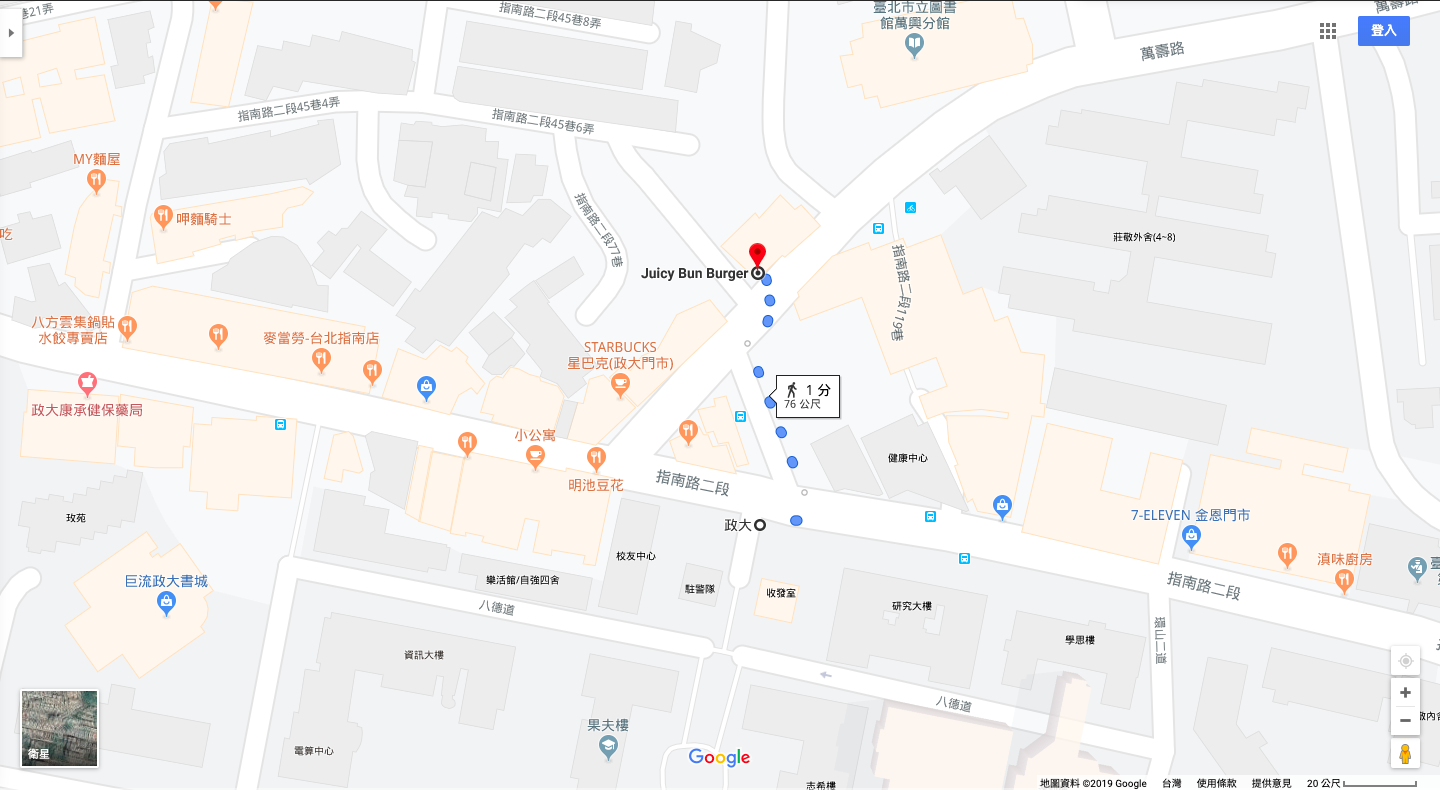 巷21弄
指南路二段45巷8弄
臺北市立圖書
館萬興分館
萬壽路
登入
萬壽路
指南路二段45巷4弄
指南路二段45巷6弄
MY麵屋
呷麵騎士
吃
指南路二段77巷
莊敬外舍(4~8)
指南路二段119巷
Juicy Bun Burger
八方雲集鍋貼
水餃專賣店
麥當勞-台北指南店
STARBUCKS
星巴克(政大門市)
1 分
76 公尺
政大康承健保藥局
小公寓
明池豆花
健康中心
指南路二段
玫苑
政大
7-ELEVEN 金恩門市
滇味廚房
臺
校友中心
巨流政大書城
樂活館/自強四舍
駐警隊
收發室
指南路二段
八德道
研究大樓
學思樓
環山二道
資訊大樓
八德道
果夫樓
政內舍
電算中心
衛星
Google
志希樓
地圖資料 ©2019 Google
台灣
使用條款
提供意見
20 公尺